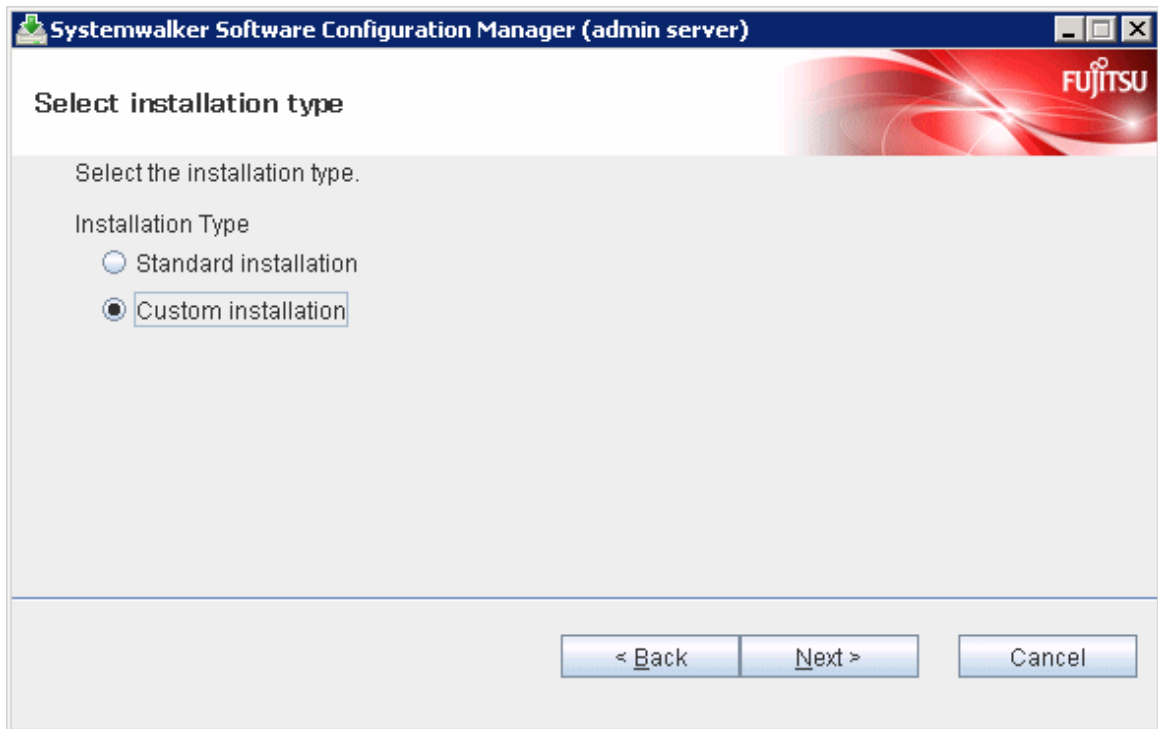 Systemwalker Software Configuration Manager (admin server)
FUJITSU
Select installation type
Select the installation type.
Installation Type
Standard installation
Custom installation
< Back
Next >
Cancel